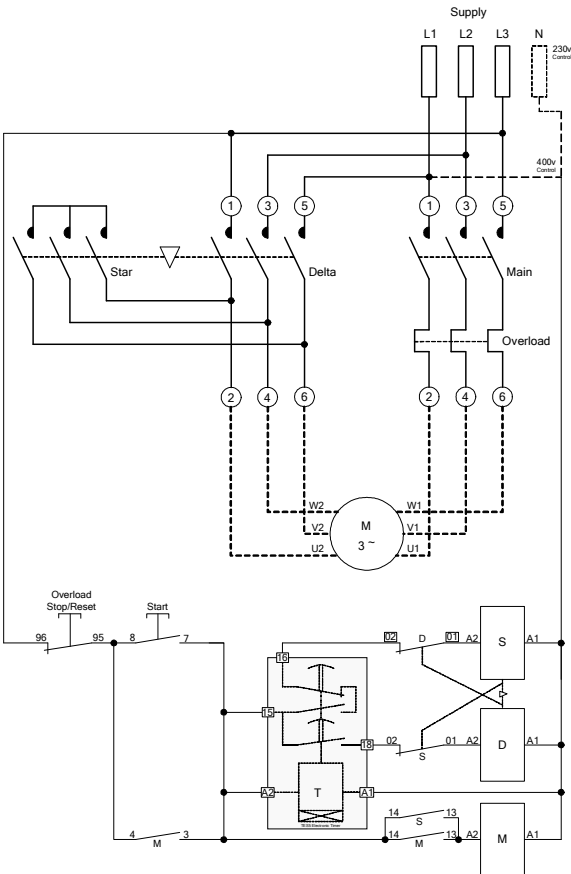 Supply
L1 L2 L3 N
230v
Control
400v
Control
1 3 5 1 3 5
Star Delta Main
Overload
2 4 6 2 4 6
W2 W1
V2 M V1
3 ~
U2 U1
Overload
Stop/Reset Start
96 95 8 7
02 D 01 A2 S A1
16
15
18 02 01 A2 D A1
S
A2 T A1
TE5S Electronic Timer
14 13
S
4 3 14 13 A2 M A1
M M